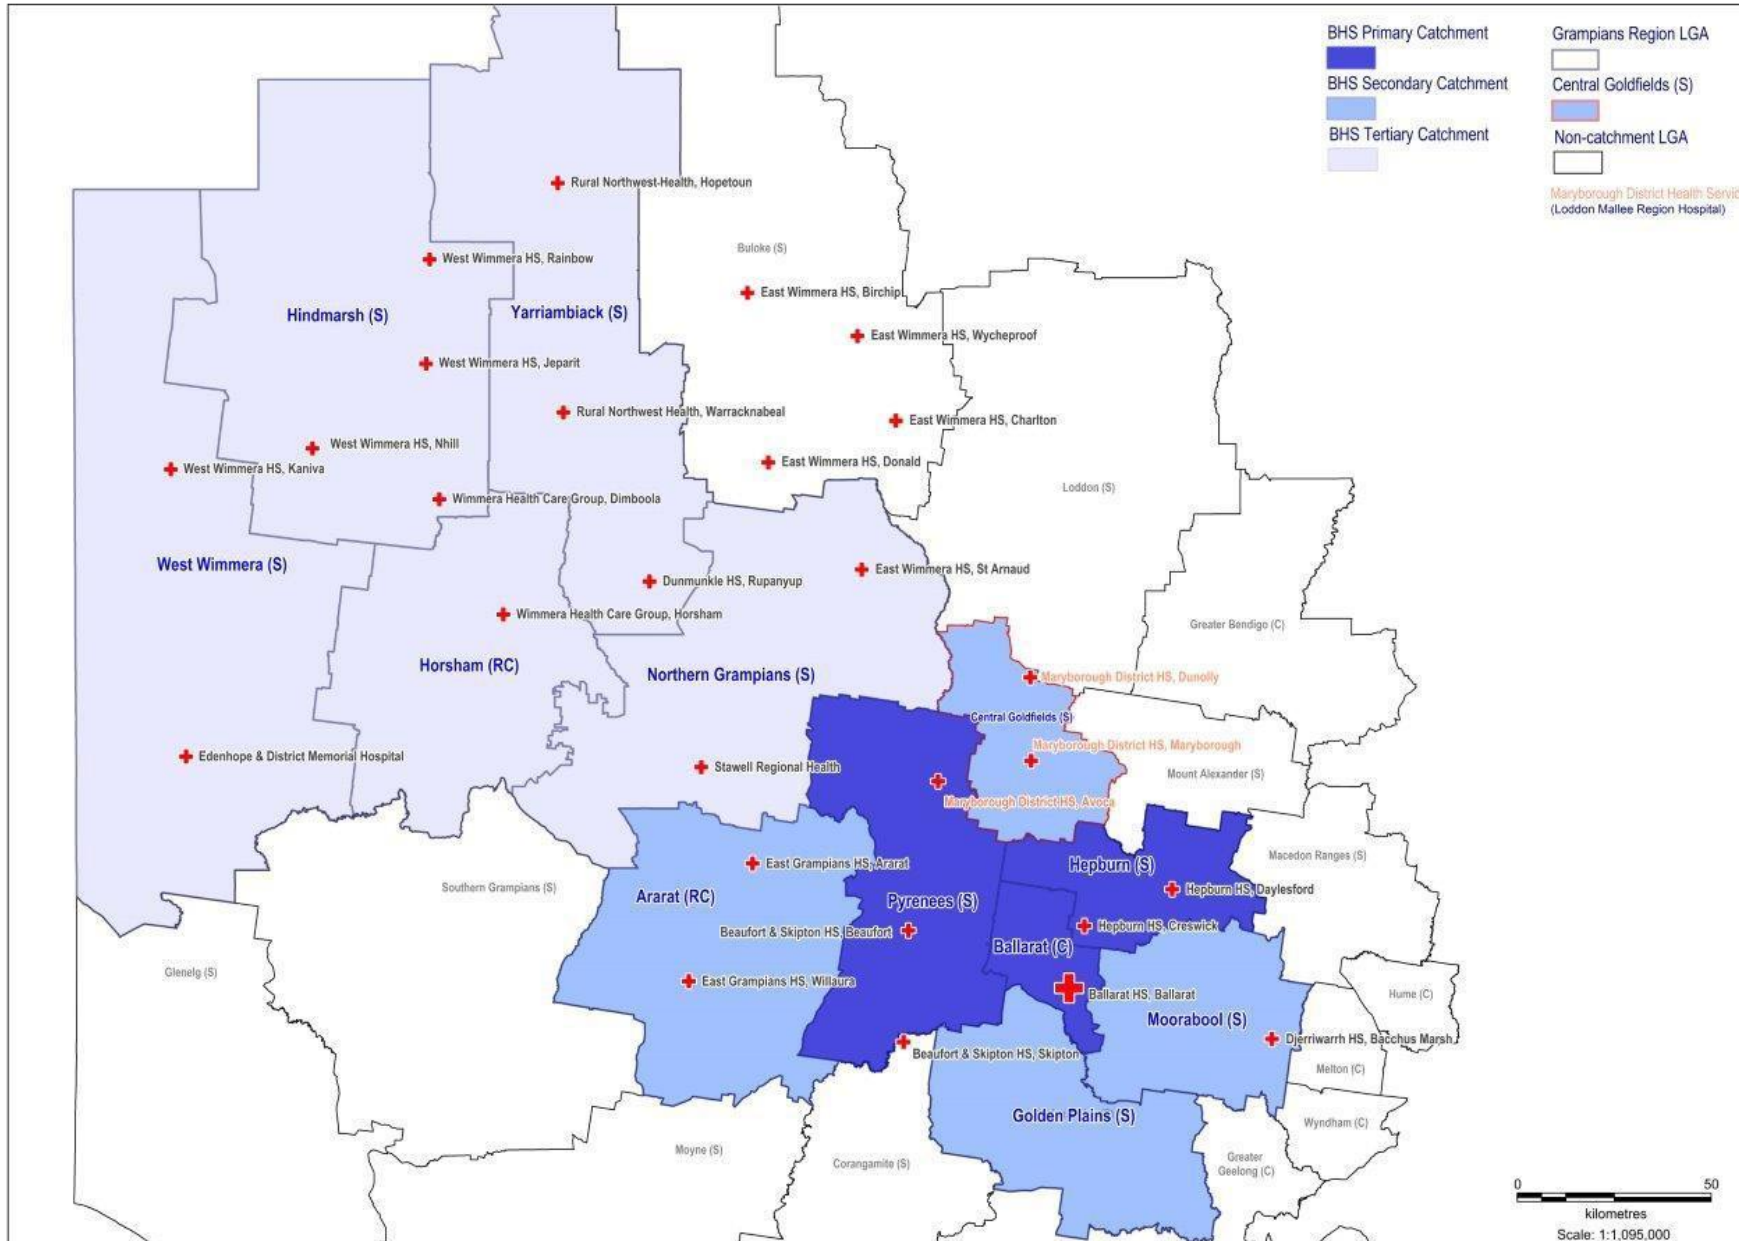 BHS Primary Catchment
Grampians Region LGA
BHS Secondary Catchment
Central Goldfields (S)
BHS Tertiary Catchment
Non-catchment LGA
Maryborough District Health Servic
(Loddon Mallee Region Hospital)
Rural Northwest-Health, Hopetoun
Buloke (S)
West Wimmera HS, Rainbow
East Wimmera HS, Birchip
Hindmarsh (S)
Yarriambiack (S)
East Wimmera HS, Wycheproof
West Wimmera HS, Jeparit
Rural Northwest Health, Warracknabeal
East Wimmera HS, Charlton
West Wimmera HS, Nhill
West Wimmera HS, Kaniva
East Wimmera HS, Donald
Loddon (S)
Wimmera Health Care Group, Dimboola
West Wimmera (S)
East Wimmera HS, St Arnaud
Dunmunkle HS, Rupanyup
Wimmera Health Care Group, Horsham
Greater Bendigo (C)
Horsham (RC)
Northern Grampians (S)
Maryborough District HS, Dunolly
Central Goldfields (S)
Maryborough District HS, Maryborough
Edenhope & District Memorial Hospital
Stawell Regional Health
Mount Alexander (S)
Maryborough District HS, Avoca
Macedon Ranges (S)
East Grampians HS, Ararat
Hepburn (S)
Southern Grampians (S)
Hepburn HS, Daylesford
Ararat (RC)
Pyrenees (S)
Hepburn HS, Creswick
Beaufort & Skipton HS, Beaufort
Ballarat (C)
Glenelg (S)
East Grampians HS, Willaura
Ballarat HS, Ballarat
Hume (C)
Moorabool (S)
Djerriwarrh HS, Bacchus Marsh
Beaufort & Skipton HS, Skipton
Melton (C)
Golden Plains (S)
Wyndham (C)
Moyne (S)
Corangamite (S)
Greater
Geelong (C)
0 50
kilometres
Scale: 1:1,095,000